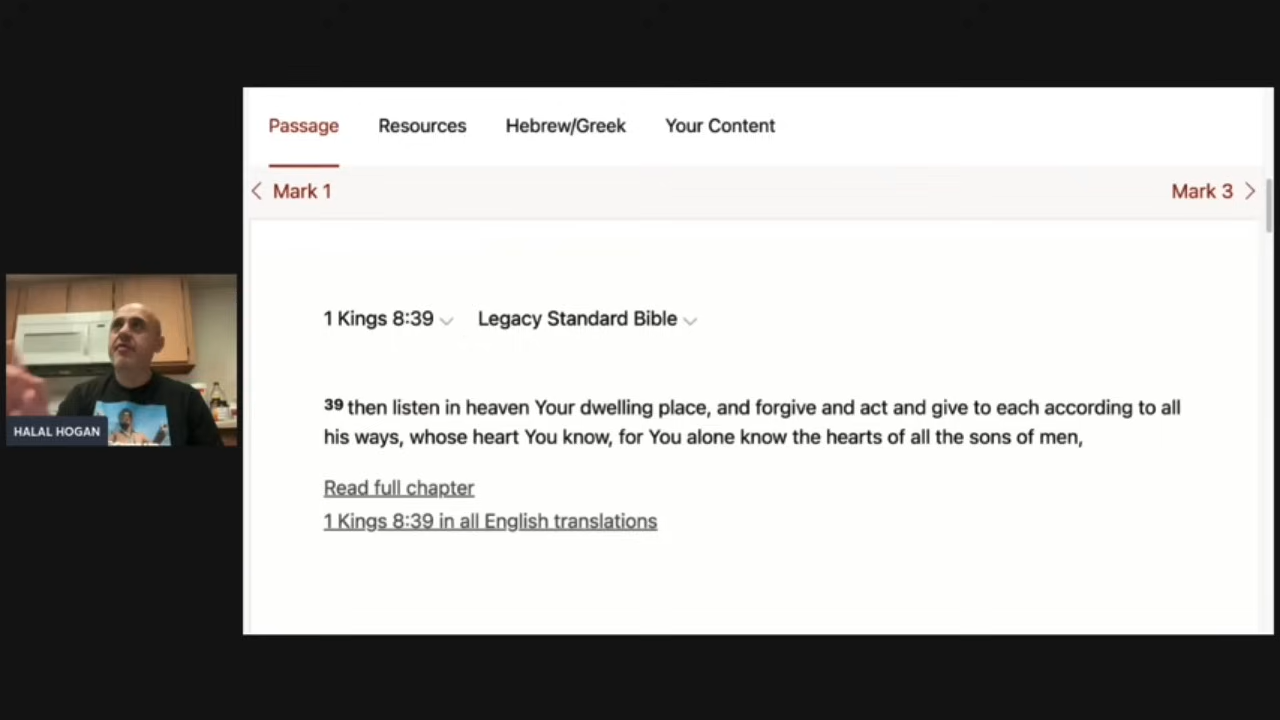 Passage Resources Hebrew/Greek Your Content
Mark 1 Mark 3
1 Kings 8:39 Legacy Standard Bible
39 then listen in heaven Your dwelling place, and forgive and act and give to each according to all
his ways, whose heart You know, for You alone know the hearts of all the sons of men,
Read full chapter
1 Kings 8:39 in all English translations
HALAL HOGAN